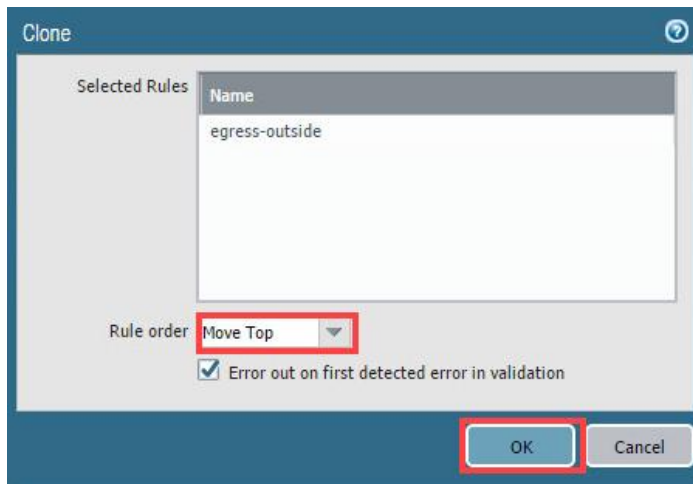 Clone
?
Selected Rules
Name
egress-outside
Rule order Move Top
Error out on first detected error in validation
OK Cancel